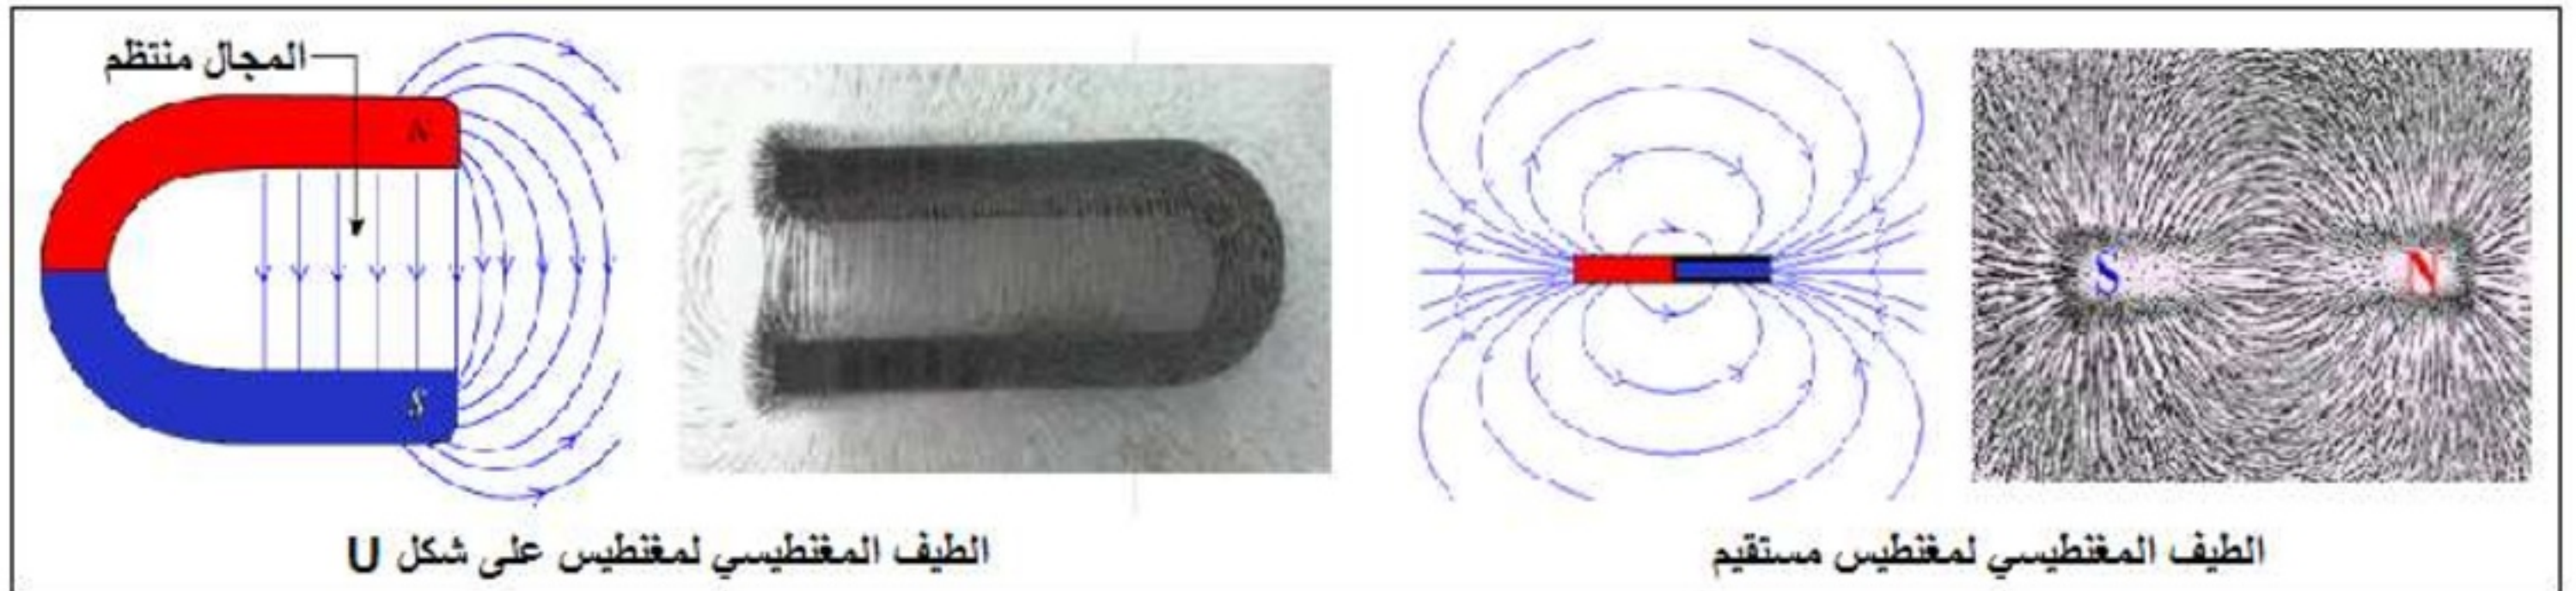 المجال منتظم
N
S
S
N
الطيف المغنطيسي لمغنطيس على شكل U
الطيف المغنطيسي لمغنطيس مستقيم